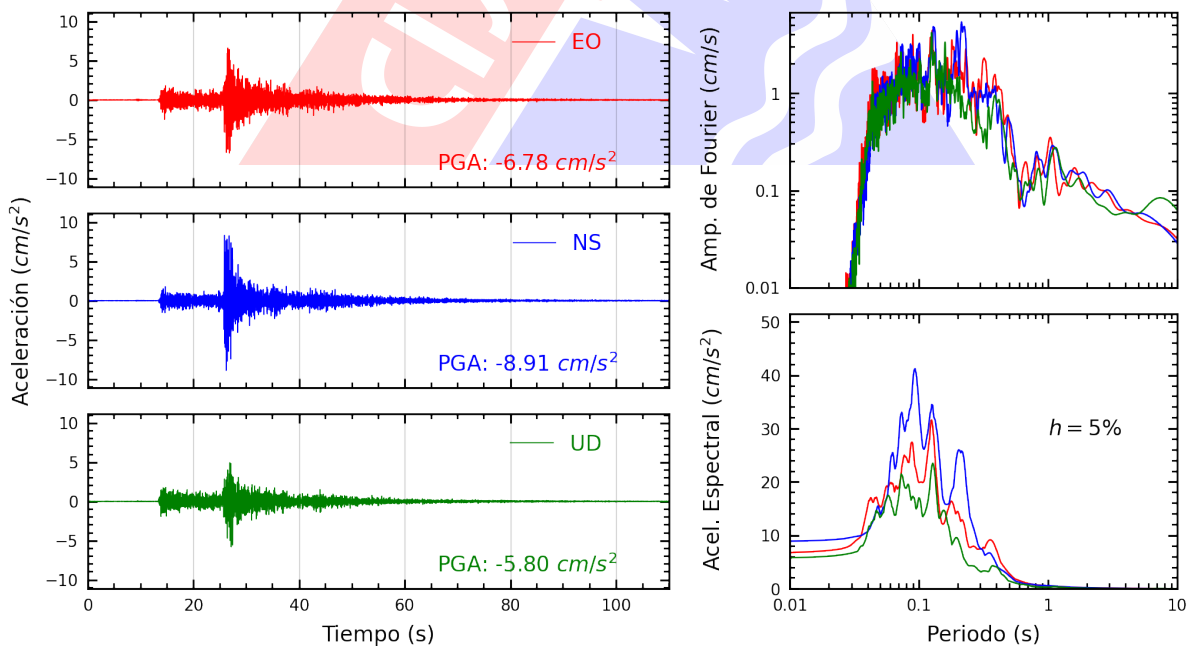 Aceleración (cm/s²)
10
5
0
−5
−10
EO
PGA: -6.78 cm/s²
10
5
0
−5
−10
NS
PGA: -8.91 cm/s²
10
5
0
−5
−10
UD
PGA: -5.80 cm/s²
0 20 40 60 80 100
Tiempo (s)
Amp. de Fourier (cm/s)
1
0.1
0.01
Acel. Espectral (cm/s²)
50
40
30
20
10
0
h = 5%
0.01 0.1 1 10
Periodo (s)